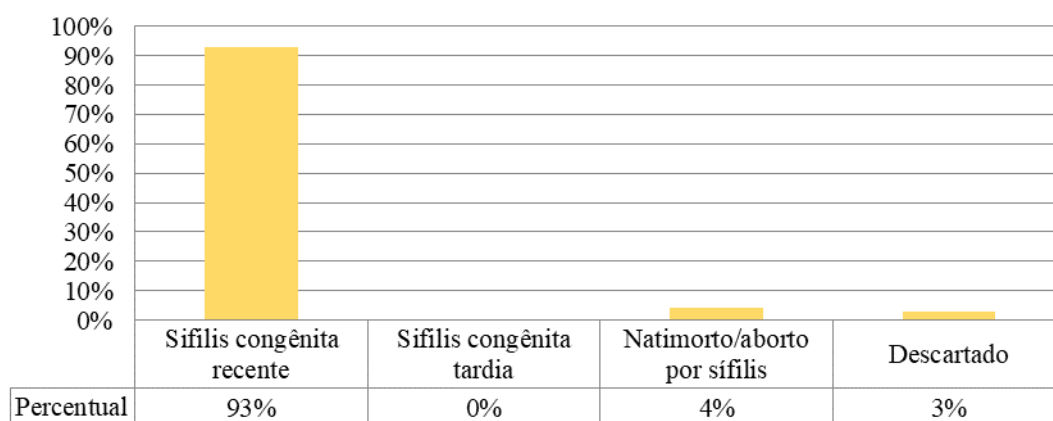 100%
90%
80%
70%
60%
50%
40%
30%
20%
10%
0%
Sífilis congênita
recente
Sífilis congênita
tardia
Natimorto/aborto
por sífilis
Descartado
Percentual 93% 0% 4% 3%